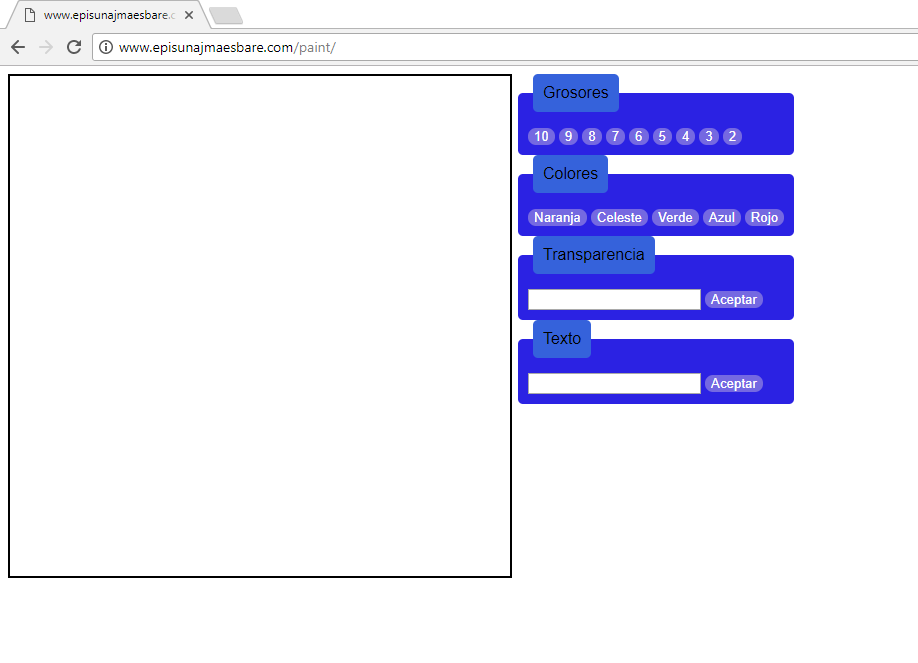 www.episunajmaesbare.c
www.episunajmaesbare.com/paint/
Grosores
10 9 8 7 6 5 4 3 2
Colores
Naranja Celeste Verde Azul Rojo
Transparencia
Aceptar
Texto
Aceptar